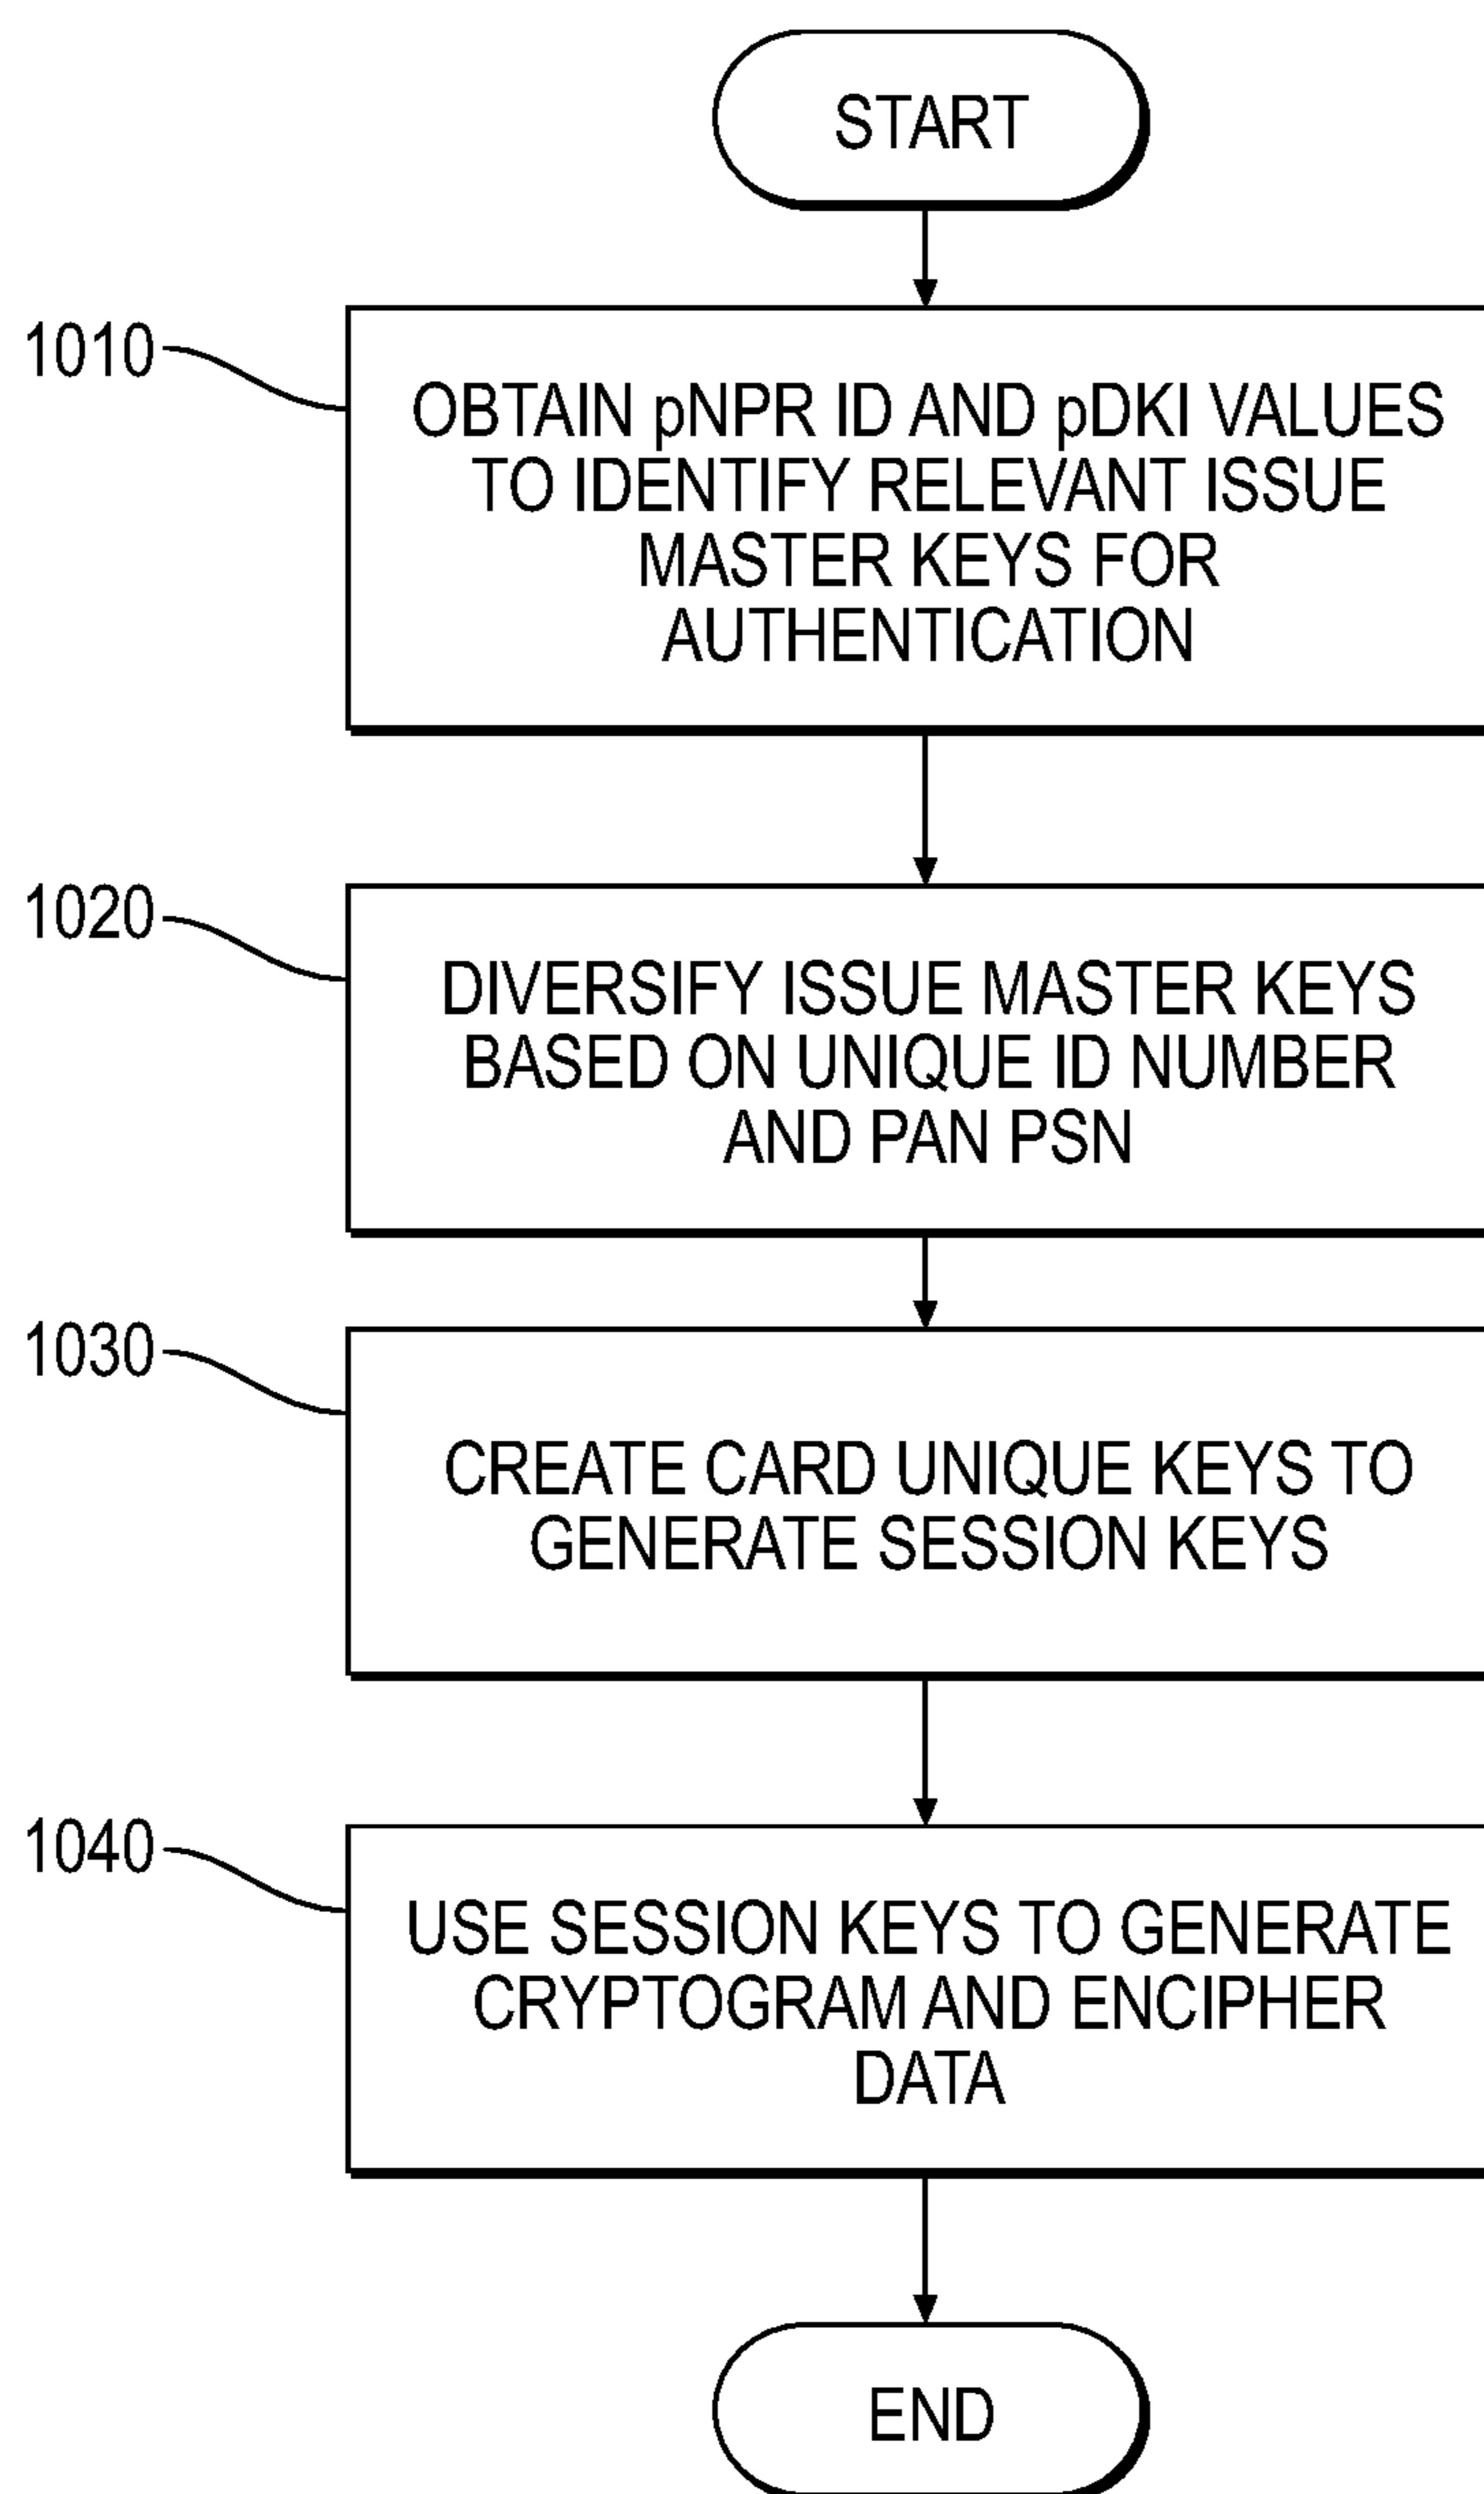 START
1010
OBTAIN pNPR ID AND pDKI VALUES
TO IDENTIFY RELEVANT ISSUE
MASTER KEYS FOR
AUTHENTICATION
1020
DIVERSIFY ISSUE MASTER KEYS
BASED ON UNIQUE ID NUMBER
AND PAN PSN
1030
CREATE CARD UNIQUE KEYS TO
GENERATE SESSION KEYS
1040
USE SESSION KEYS TO GENERATE
CRYPTOGRAM AND ENCIPHER
DATA
END